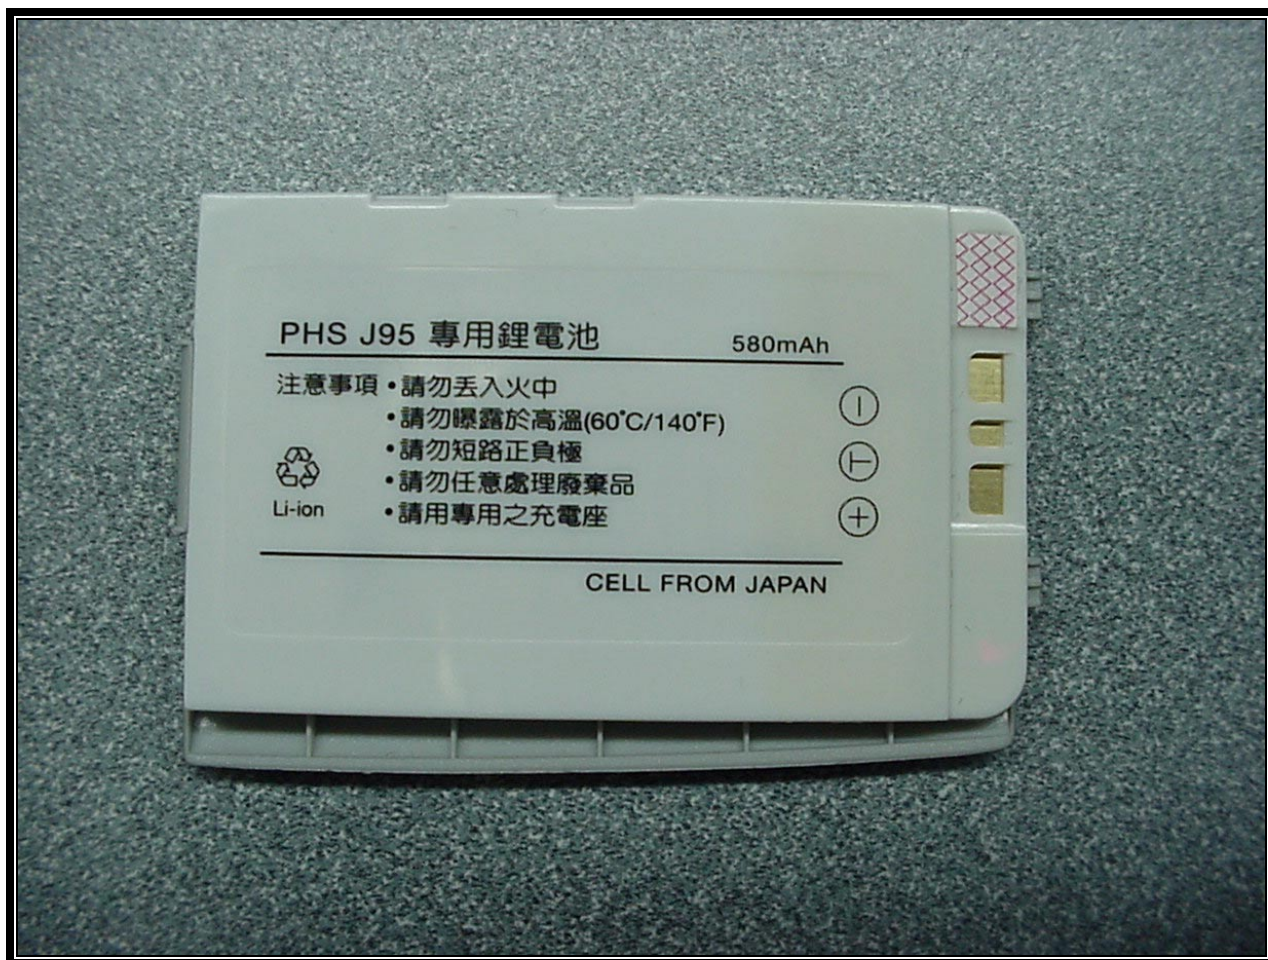 PHS J95 專用鋰電池 580mAh
注意事項 •請勿丟入火中
•請勿曝露於高溫(60°C/140°F)
•請勿短路正負極
•請勿任意處理廢棄品
Li-ion •請用專用之充電座
CELL FROM JAPAN
−
T
+